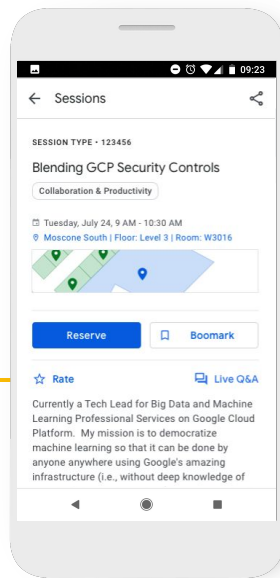 09:23
Sessions
SESSION TYPE • 123456
Blending GCP Security Controls
Collaboration & Productivity
Tuesday, July 24, 9 AM - 10:30 AM
Moscone South | Floor: Level 3 | Room: W3016
Reserve
Boomark
Rate
Live Q&A
Currently a Tech Lead for Big Data and Machine
Learning Professional Services on Google Cloud
Platform. My mission is to democratize
machine learning so that it can be done by
anyone anywhere using Google's amazing
infrastructure (i.e., without deep knowledge of